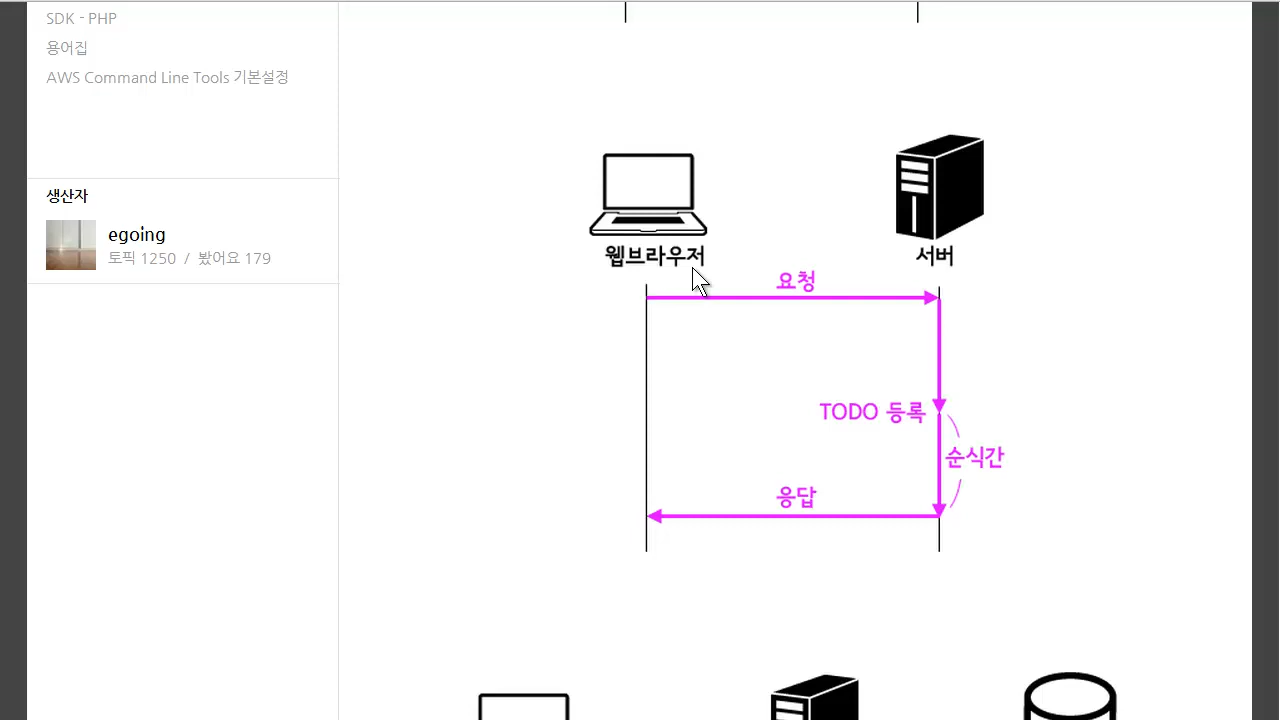 SDK - PHP
용어집
AWS Command Line Tools 기본설정
생산자
egoing
토픽 1250 / 봤어요 179
웹브라우저
서버
요청
TODO 등록
순식간
응답